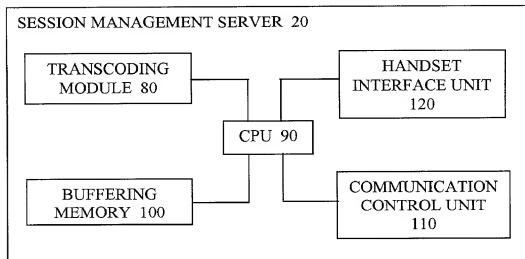 SESSION MANAGEMENT SERVER 20
TRANSCODING
MODULE 80
HANDSET
INTERFACE UNIT
120
CPU 90
BUFFERING
MEMORY 100
COMMUNICATION
CONTROL UNIT
110